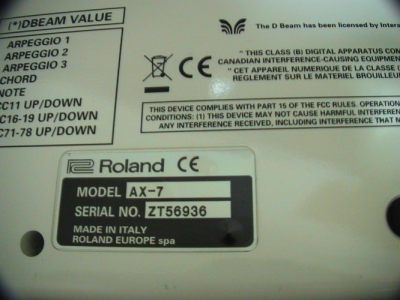 (*)DBEAM VALUE
ARPEGGIO 1
ARPEGGIO 2
ARPEGGIO 3
CHORD
NOTE
CC11 UP/DOWN
CC16-19 UP/DOWN
CC71-78 UP/DOWN
The D Beam has been licensed by Intera
" THIS CLASS (B) DIGITAL APPARATUS COM
CANADIAN INTERFERENCE-CAUSING EQUIPMEN
" CET APPAREIL NUMERIQUE DE LA CLASSE (
REGLEMENT SUR LE MATERIEL BROUILLEU
THIS DEVICE COMPLIES WITH PART 15 OF THE FCC RULES, OPERATION
CONDITIONS: (1) THIS DEVICE MAY NOT CAUSE HARMFUL INTERFERENC
ANY INTERFERENCE RECEIVED, INCLUDING INTERFERENCE THAT MAY
CE
Roland CE
MODEL AX-7
SERIAL NO. ZT56936
MADE IN ITALY
ROLAND EUROPE spa